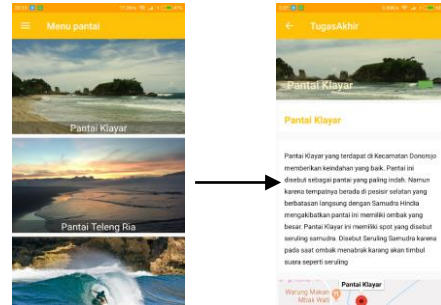 Menu pantai
Pantai Klayar
Pantai Teleng Ria
TugasAkhir
Pantai Klayar
Pantai Klayar
Pantai Klayar yang terdapat di Kecamatan Donorojo
memberikan keindahan yang baik. Pantai ini
disebut sebagai pantai yang paling indah. Namun
karena tempatnya berada di pesisir selatan yang
berbatasan langsung dengan Samudra Hindia
mengakibatkan pantai ini memiliki ombak yang
besar. Pantai Klayar ini memiliki spot yang disebut
seruling samudra. Disebut Seruling Samudra karena
pada saat ombak menabrak karang akan timbul
suara seperti seruling
Pantai Klayar
Warung Makan
Mbak Wati